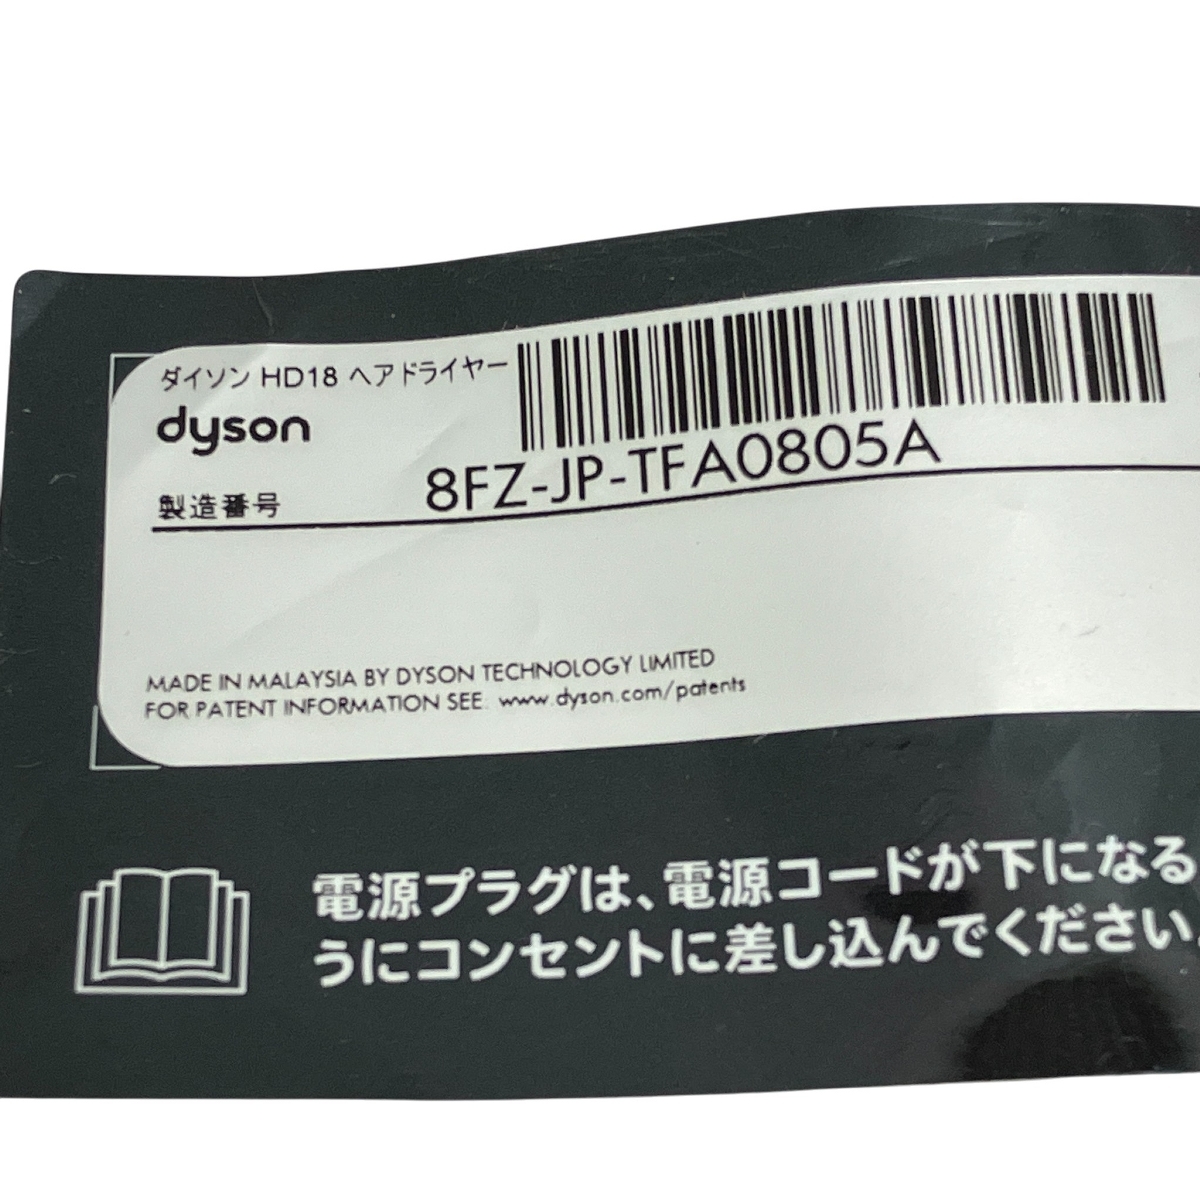 ダイソン HD18 ヘアドライヤー
dyson
製造番号 8FZ-JP-TFA0805A
MADE IN MALAYSIA BY DYSON TECHNOLOGY LIMITED
FOR PATENT INFORMATION SEE. www.dyson.com/patents
電源プラグは、電源コードが下になる
うにコンセントに差し込んでください。